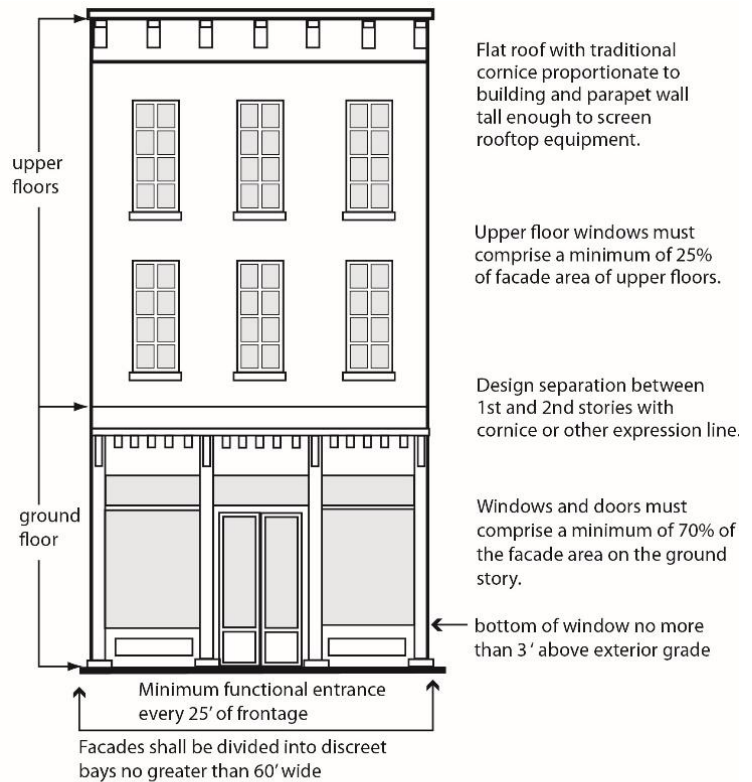 Flat roof with traditional
cornice proportionate to
building and parapet wall
tall enough to screen
rooftop equipment.
upper
floors
Upper floor windows must
comprise a minimum of 25%
of facade area of upper floors.
Design separation between
1st and 2nd stories with
cornice or other expression line.
ground
floor
Windows and doors must
comprise a minimum of 70% of
the facade area on the ground
story.
bottom of window no more
than 3' above exterior grade
Minimum functional entrance
every 25' of frontage
Facades shall be divided into discreet
bays no greater than 60' wide